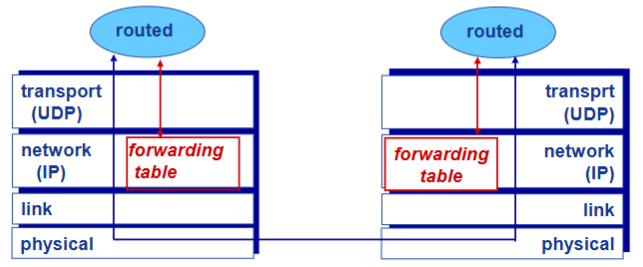 routed
routed
transport
(UDP)
transprt
(UDP)
network
(IP)
forwarding
table
forwarding
table
network
(IP)
link
link
physical
physical